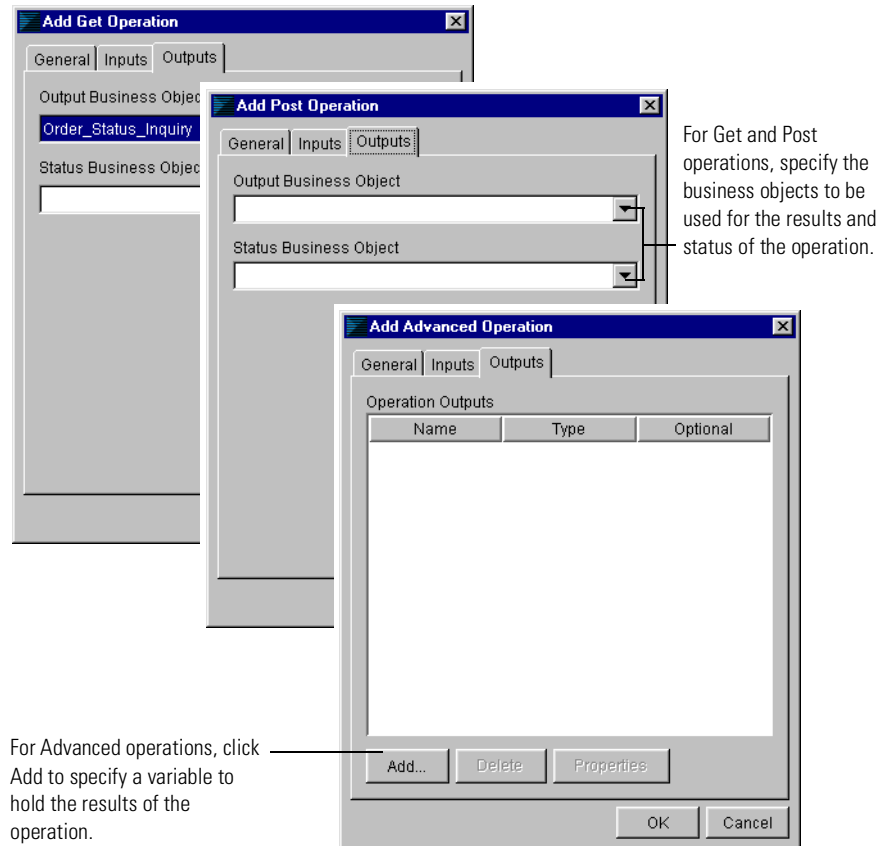 Add Get Operation
General Inputs Outputs
Output Business Objec
Order_Status_Inquiry
Status Business Objec
Add Post Operation
General Inputs Outputs
Output Business Object
Status Business Object
For Get and Post
operations, specify the
business objects to be
used for the results and
status of the operation.
Add Advanced Operation
General Inputs Outputs
Operation Outputs
Name Type Optional
Add... Delete Properties
OK Cancel
For Advanced operations, click
Add to specify a variable to
hold the results of the
operation.